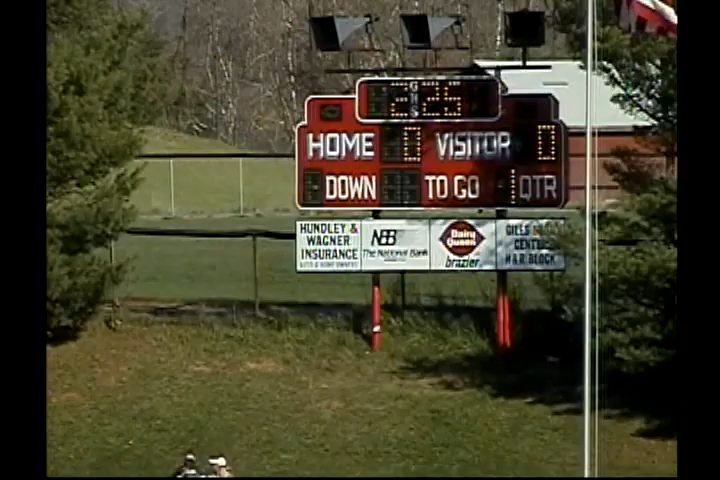 2 25
HOME 0 VISITOR 0
DOWN TO GO 1 QTR
HUNDLEY &
WAGNER
INSURANCE
NBB
The National Bank
Dairy
Queen
brazier
H & R BLOCK